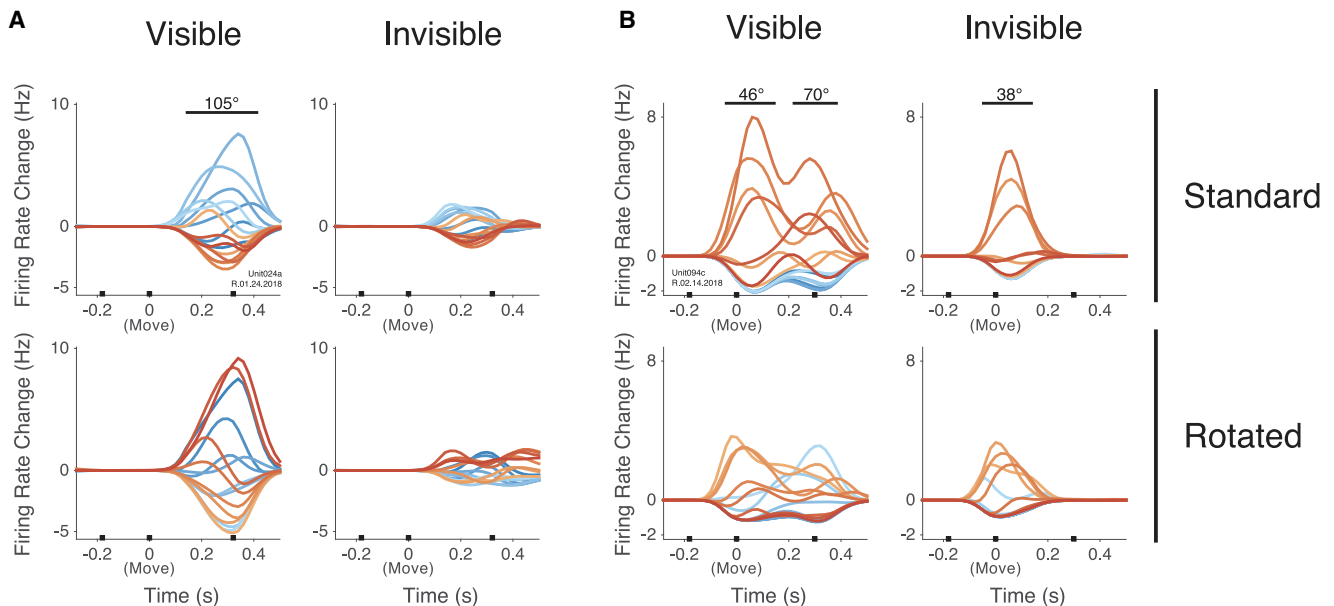 A
Visible
Invisible
B
Visible
Invisible
Firing Rate Change (Hz)
10
0
-5
105°
Unit024a
R.01.24.2018
-0.2 0 0.2 0.4
(Move)
10
0
-5
-0.2 0 0.2 0.4
(Move)
Firing Rate Change (Hz)
8
0
-2
46° 70°
Unit094c
R.02.14.2018
-0.2 0 0.2 0.4
(Move)
8
0
-2
38°
-0.2 0 0.2 0.4
(Move)
Standard
Firing Rate Change (Hz)
10
0
-5
-0.2 0 0.2 0.4
(Move)
Time (s)
10
0
-5
-0.2 0 0.2 0.4
(Move)
Time (s)
Firing Rate Change (Hz)
8
0
-2
-0.2 0 0.2 0.4
(Move)
Time (s)
8
0
-2
-0.2 0 0.2 0.4
(Move)
Time (s)
Rotated